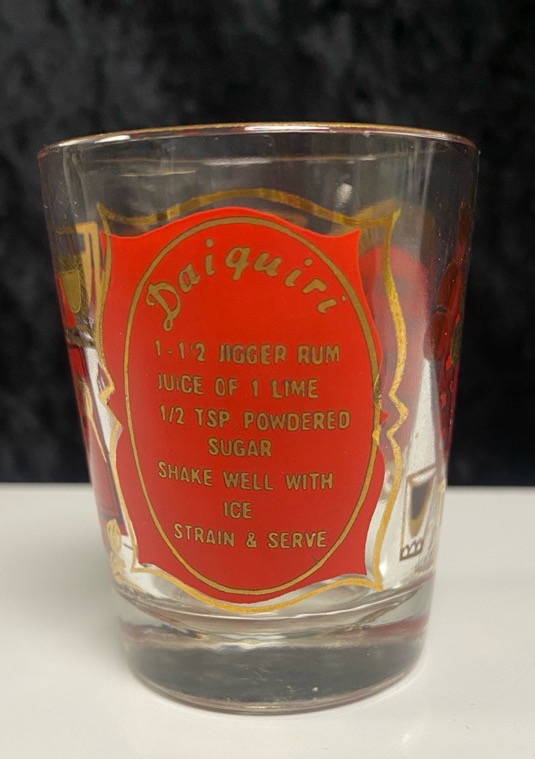 Daiquiri
1-1/2 JIGGER RUM
JUICE OF 1 LIME
1/2 TSP POWDERED
SUGAR
SHAKE WELL WITH
ICE
STRAIN & SERVE